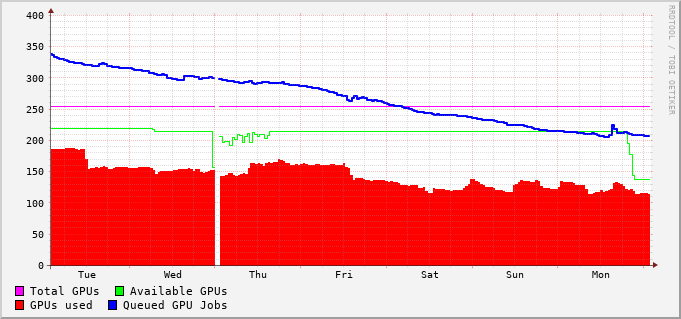 400
350
300
250
200
150
100
50
0
Tue Wed Thu Fri Sat Sun Mon
Total GPUs Available GPUs
GPUs used Queued GPU Jobs
RRDTOOL / TOBI OETIKER